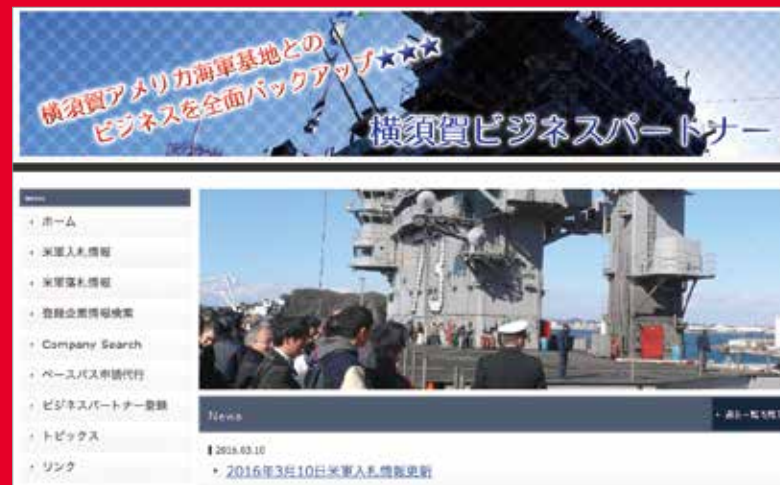 横須賀アメリカ海軍基地との
ビジネスを全面バックアップ★★★
横須賀ビジネスパートナー
ホーム
米軍入札情報
米軍落札情報
登録企業情報検索
Company Search
ベースパス申請代行
ビジネスパートナー登録
トピックス
リンク
News
2016.03.10
2016年3月10日米軍入札情報更新